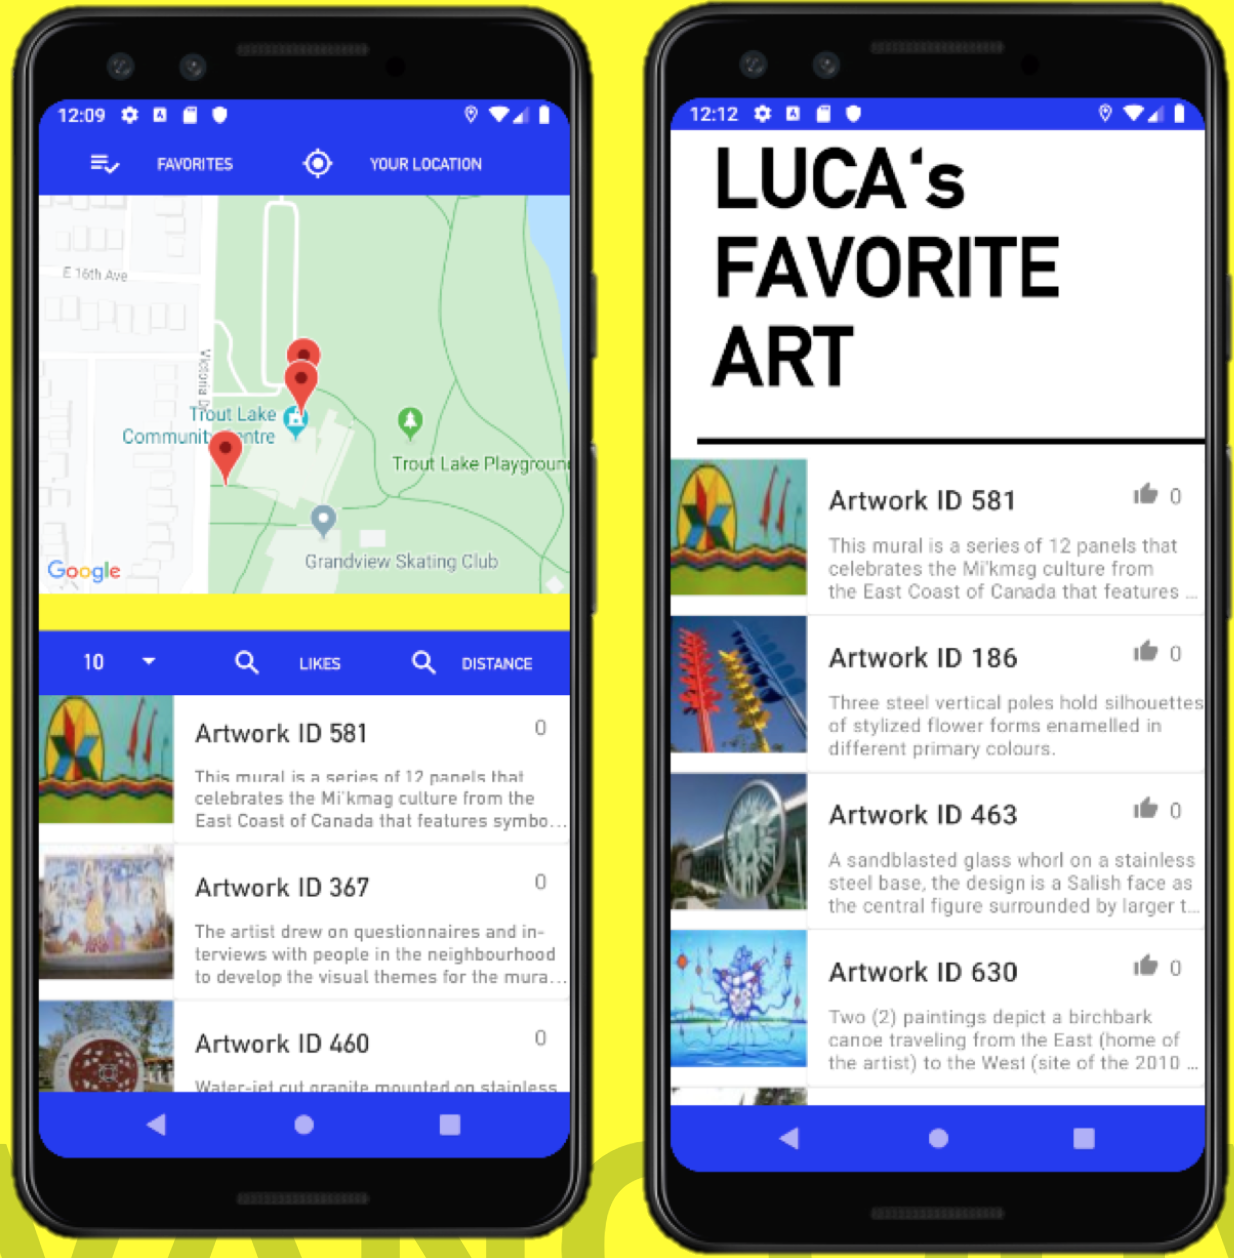 12:09
FAVORITES
YOUR LOCATION
E 16th Ave
Victoria Dr
Trout Lake
Community Centre
Trout Lake Playground
Grandview Skating Club
Google
10
LIKES
DISTANCE
Artwork ID 581
0
This mural is a series of 12 panels that
celebrates the Mi'kmag culture from the
East Coast of Canada that features symbo...
Artwork ID 367
0
The artist drew on questionnaires and in-
terviews with people in the neighbourhood
to develop the visual themes for the mura...
Artwork ID 460
0
Water-jet cut granite mounted on stainless
12:12
LUCA‘s
FAVORITE
ART
Artwork ID 581
0
This mural is a series of 12 panels that
celebrates the Mi'kmag culture from
the East Coast of Canada that features ...
Artwork ID 186
0
Three steel vertical poles hold silhouettes
of stylized flower forms enamelled in
different primary colours.
Artwork ID 463
0
A sandblasted glass whorl on a stainless
steel base, the design is a Salish face as
the central figure surrounded by larger t...
Artwork ID 630
0
Two (2) paintings depict a birchbark
canoe traveling from the East (home of
the artist) to the West (site of the 2010 ...